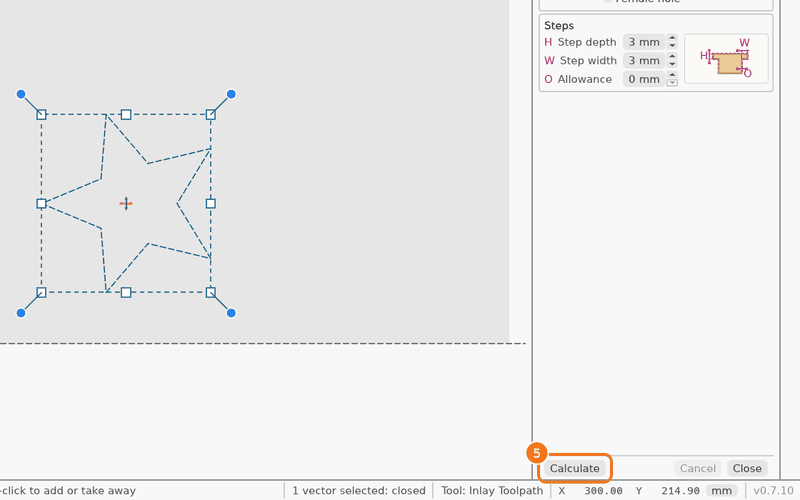 Female hole
Steps
H Step depth 3 mm
W Step width 3 mm
O Allowance 0 mm
W
H
O
5
Calculate Cancel Close
-click to add or take away 1 vector selected: closed Tool: Inlay Toolpath X 300.00 Y 214.90 mm v0.7.10